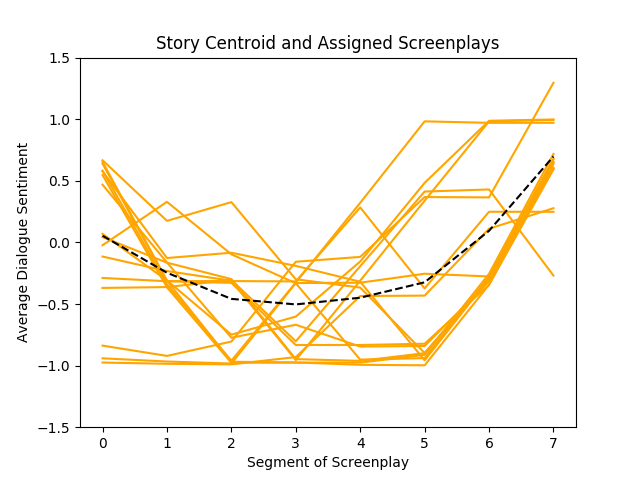 Story Centroid and Assigned Screenplays
1.5
1.0
0.5
0.0
−0.5
−1.0
−1.5
Average Dialogue Sentiment
0 1 2 3 4 5 6 7
Segment of Screenplay